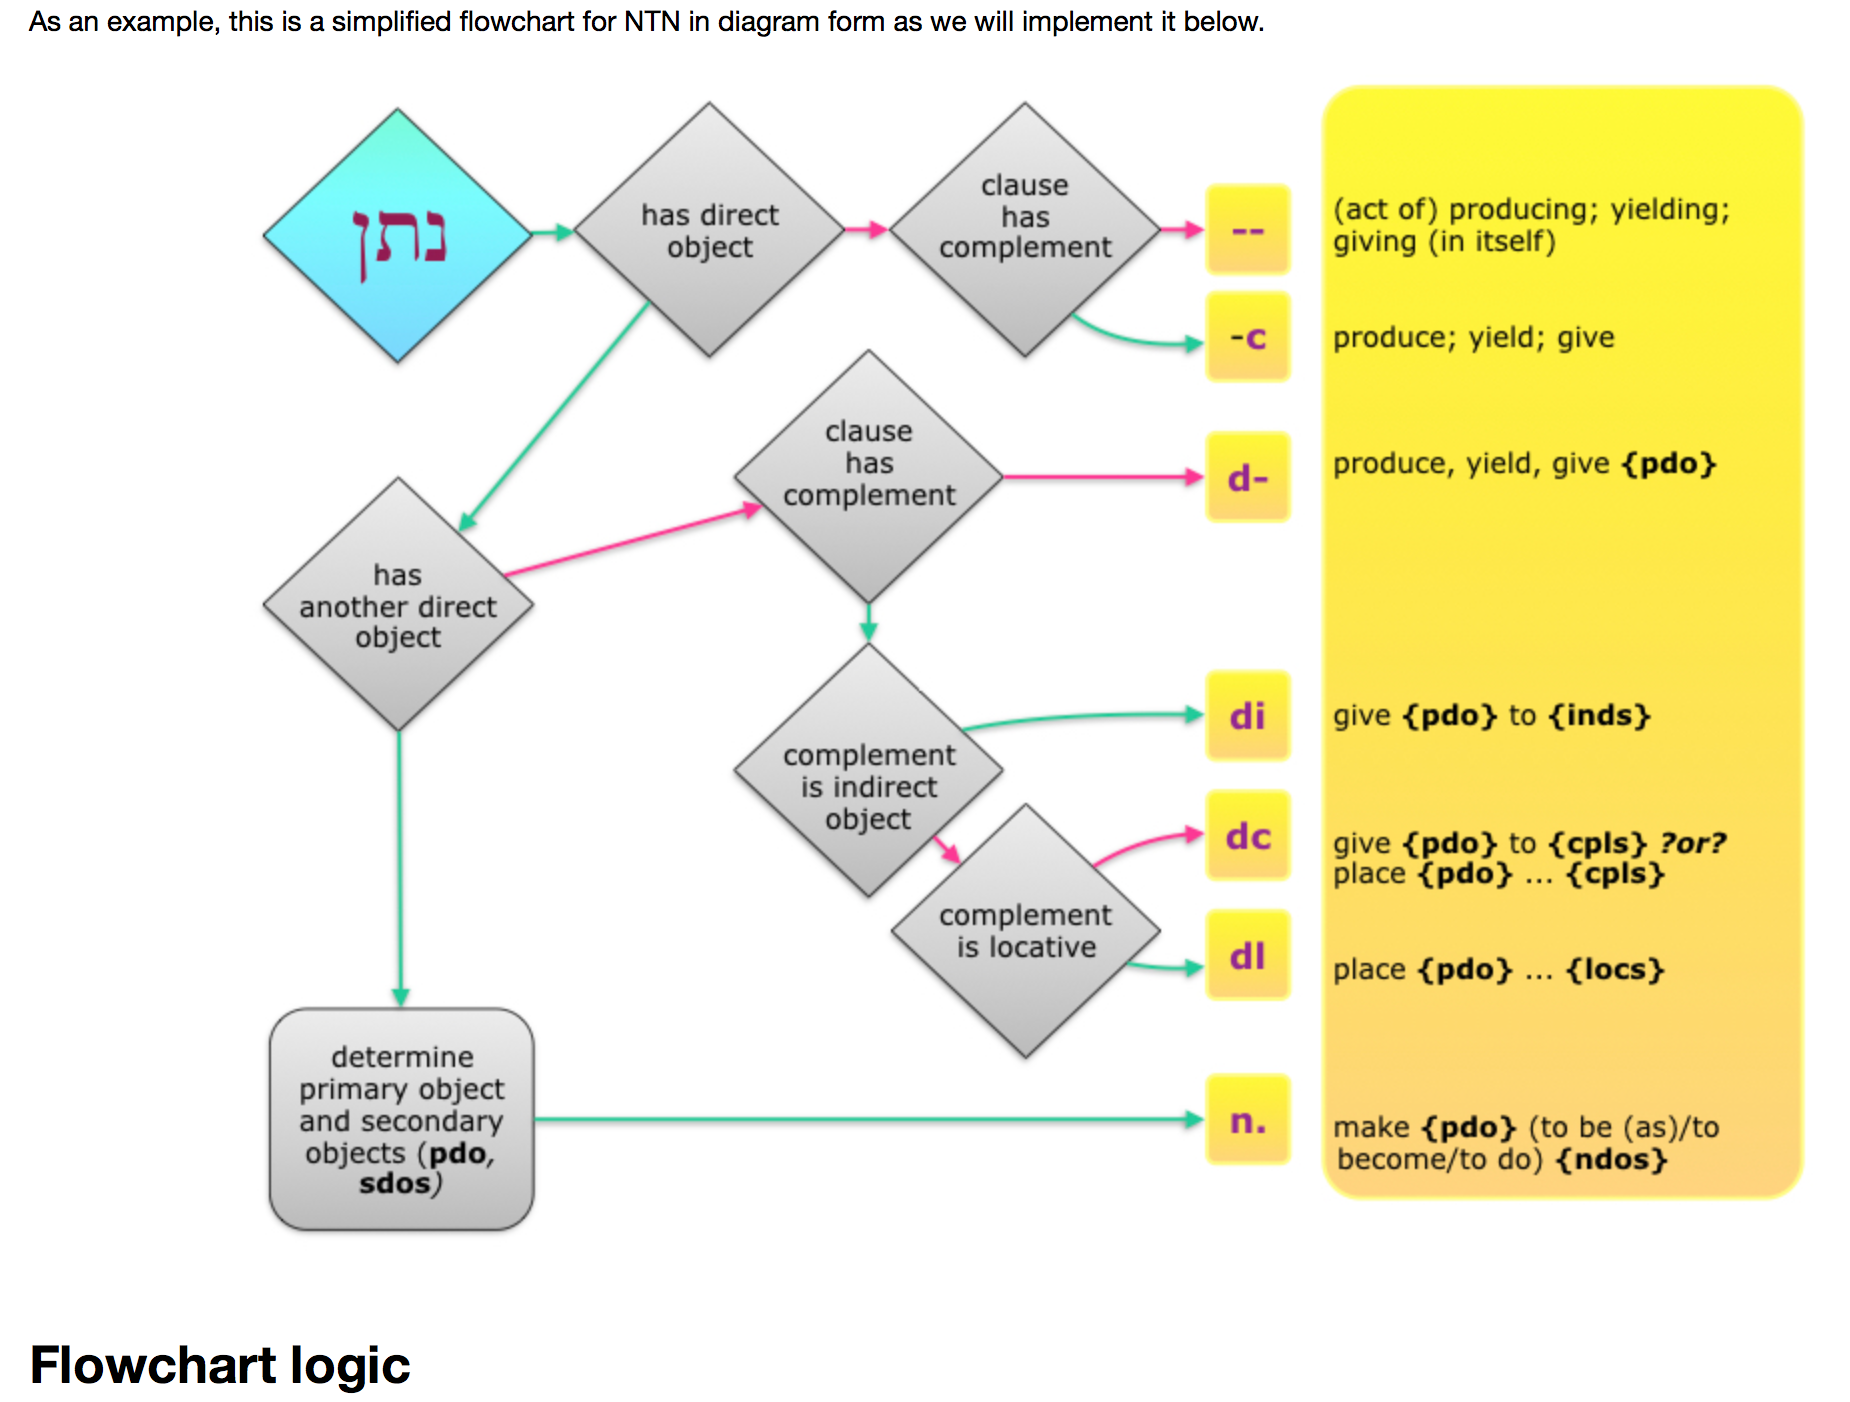 As an example, this is a simplified flowchart for NTN in diagram form as we will implement it below.
נתן
has direct
object
clause
has
complement
--
(act of) producing; yielding;
giving (in itself)
-c
produce; yield; give
clause
has
complement
d-
produce, yield, give {pdo}
has
another direct
object
complement
is indirect
object
di
give {pdo} to {inds}
dc
give {pdo} to {cpls} ?or?
place {pdo} ... {cpls}
complement
is locative
dl
place {pdo} ... {locs}
determine
primary object
and secondary
objects (pdo,
sdos)
n.
make {pdo} (to be (as)/to
become/to do) {ndos}
Flowchart logic